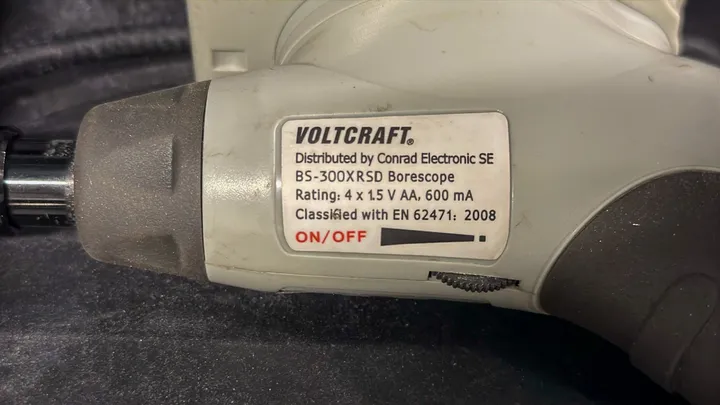 VOLTCRAFT®
Distributed by Conrad Electronic SE
BS-300XRSD Borescope
Rating: 4 x 1.5 V AA, 600 mA
Classified with EN 62471: 2008
ON/OFF